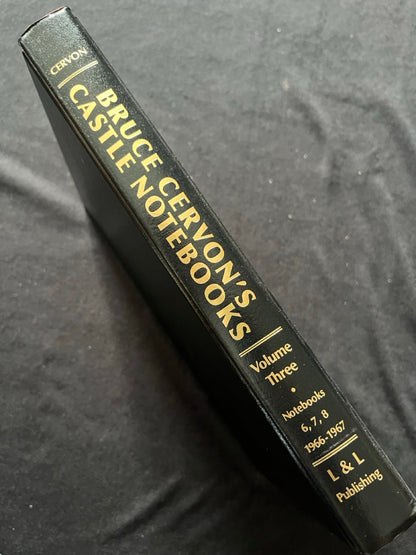 CERVON
BRUCE CERVON'S
CASTLE NOTEBOOKS
Volume
Three
•
Notebooks
6, 7, 8
1966-1967
L & L
Publishing